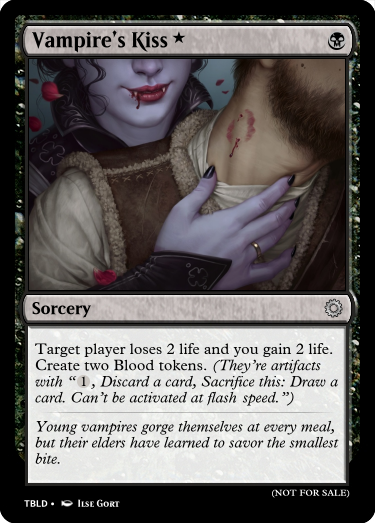 Vampire's Kiss ★
Sorcery
Target player loses 2 life and you gain 2 life.
Create two Blood tokens. (They're artifacts
with “1, Discard a card, Sacrifice this: Draw a
card. Can't be activated at flash speed.”)
Young vampires gorge themselves at every meal,
but their elders have learned to savor the smallest
bite.
(NOT FOR SALE)
TBLD • Ilse Gort